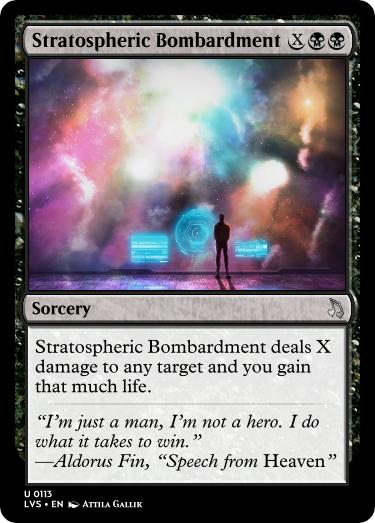 Stratospheric Bombardment X
Sorcery
Stratospheric Bombardment deals X
damage to any target and you gain
that much life.
“I’m just a man, I’m not a hero. I do
what it takes to win.”
—Aldorus Fin, “Speech from Heaven”
U 0113
LVS • EN Attila Gallik